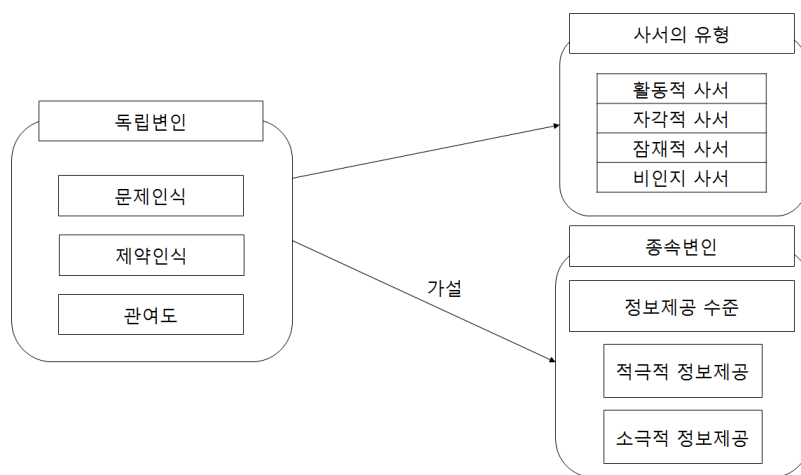 독립변인
문제인식
제약인식
관여도
가설
사서의 유형
활동적 사서
자각적 사서
잠재적 사서
비인지 사서
종속변인
정보제공 수준
적극적 정보제공
소극적 정보제공